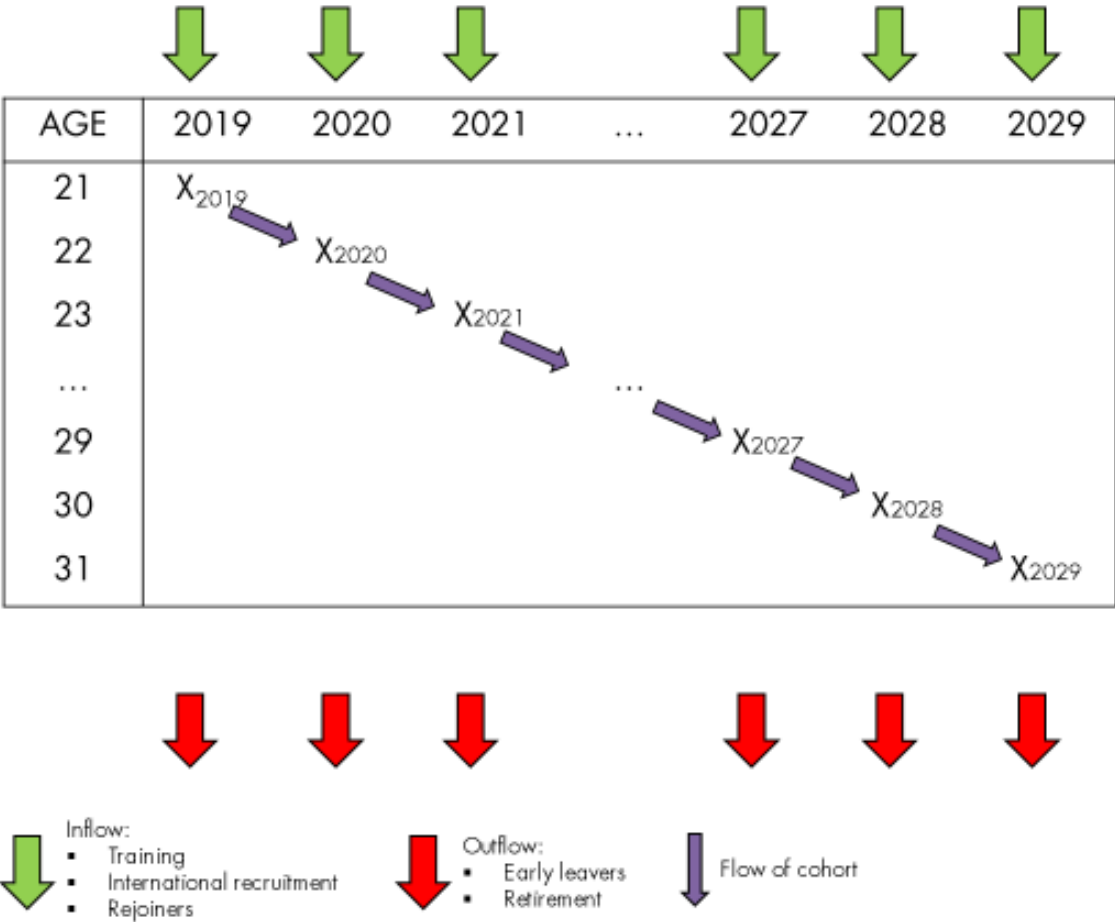 AGE 2019 2020 2021 ... 2027 2028 2029
21 X2019
22 X2020
23 X2021
... ...
29 X2027
30 X2028
31 X2029
Inflow:
▪ Training
▪ International recruitment
▪ Rejoiners
Outflow:
▪ Early leavers
▪ Retirement
Flow of cohort